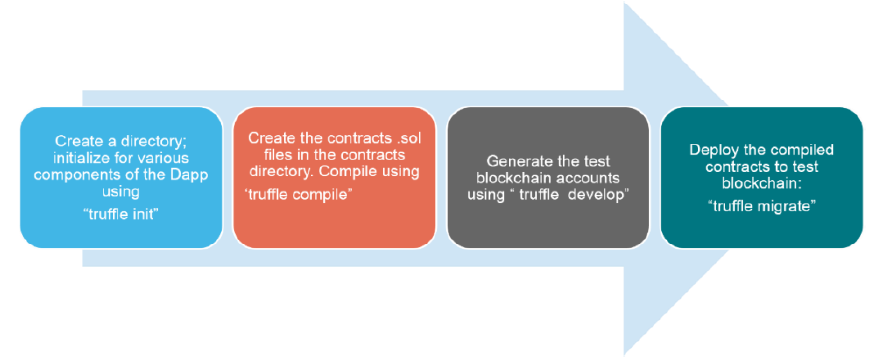 Create a directory;
initialize for various
components of the Dapp
using
“truffle init”
Create the contracts .sol
files in the contracts
directory. Compile using
‘truffle compile”
Generate the test
blockchain accounts
using “ truffle  develop”
Deploy the compiled
contracts to test
blockchain:
“truffle migrate”